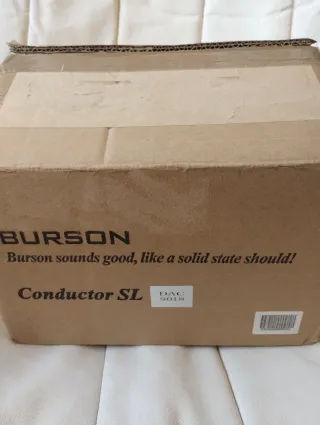 BURSON
Burson sounds good, like a solid state should!
Conductor SL
DAC
9018